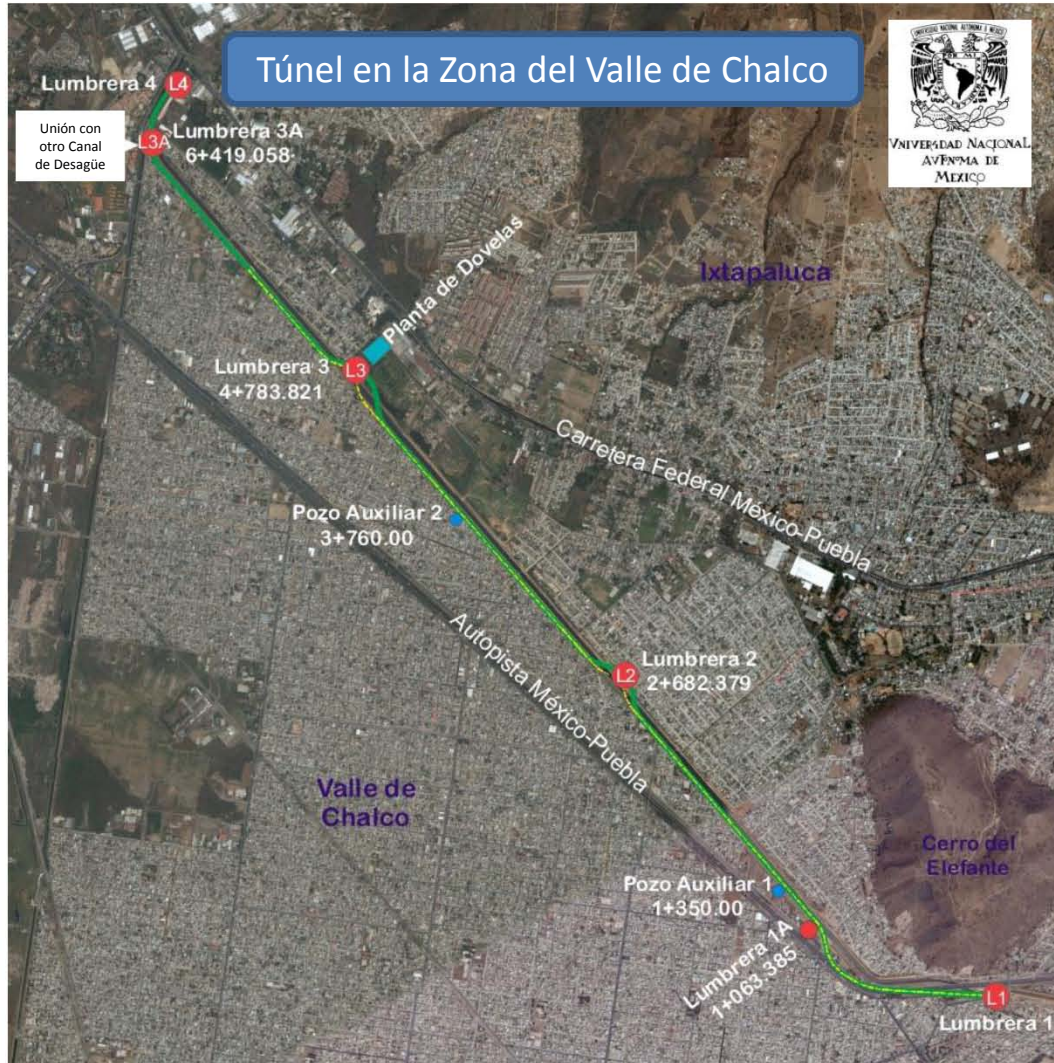 Túnel en la Zona del Valle de Chalco
VNIVERSIDAD NACIONAL
AVFNMA DE
MEXICO
Lumbrera 4
L4
Unión con
otro Canal
de Desagüe
L3A
Lumbrera 3A
6+419.058
Ixtapaluca
Planta de Dovelas
Lumbrera 3
4+783.821
L3
Carretera Federal México-Puebla
Pozo Auxiliar 2
3+760.00
Autopista México-Puebla
L2
Lumbrera 2
2+682.379
Valle de
Chalco
Cerro del
Elefante
Pozo Auxiliar 1
1+350.00
Lumbrera 1A
1+063.385
L1
Lumbrera 1